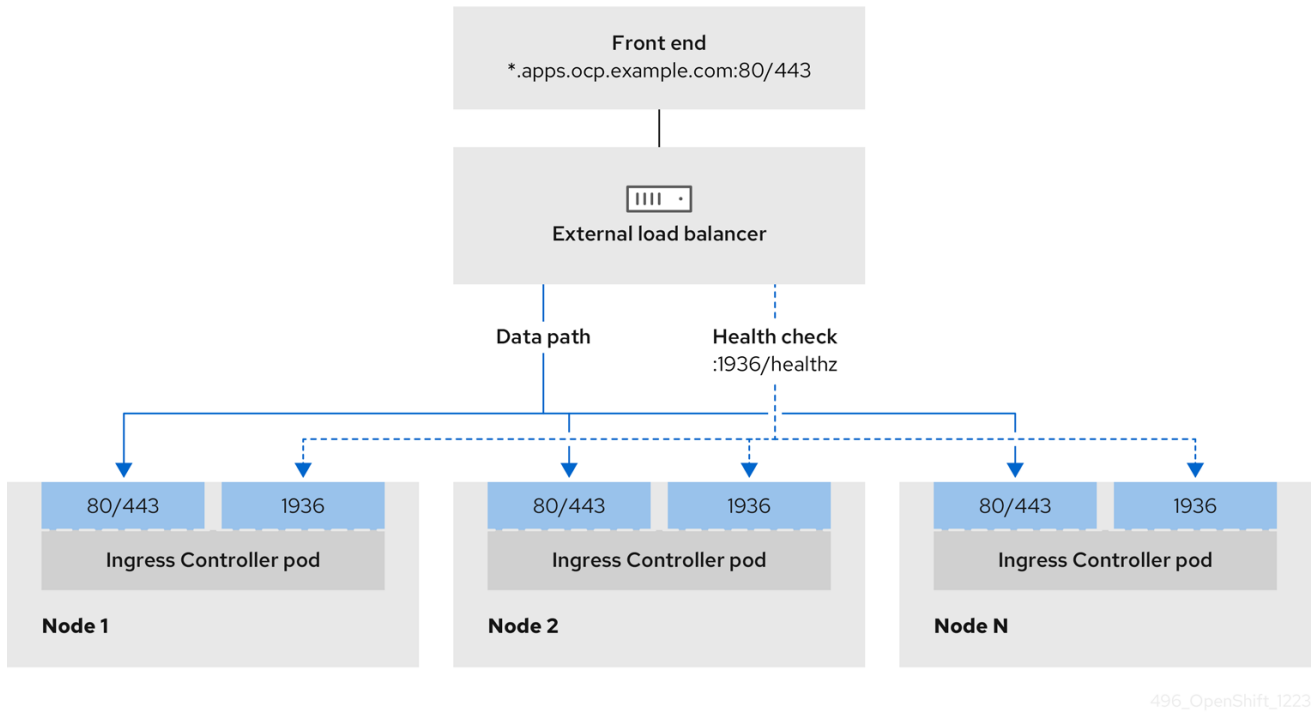 Front end
*.apps.ocp.example.com:80/443
External load balancer
Data path
Health check
:1936/healthz
80/443
1936
80/443
1936
80/443
1936
Ingress Controller pod
Ingress Controller pod
Ingress Controller pod
Node 1
Node 2
Node N
496_OpenShift_1223